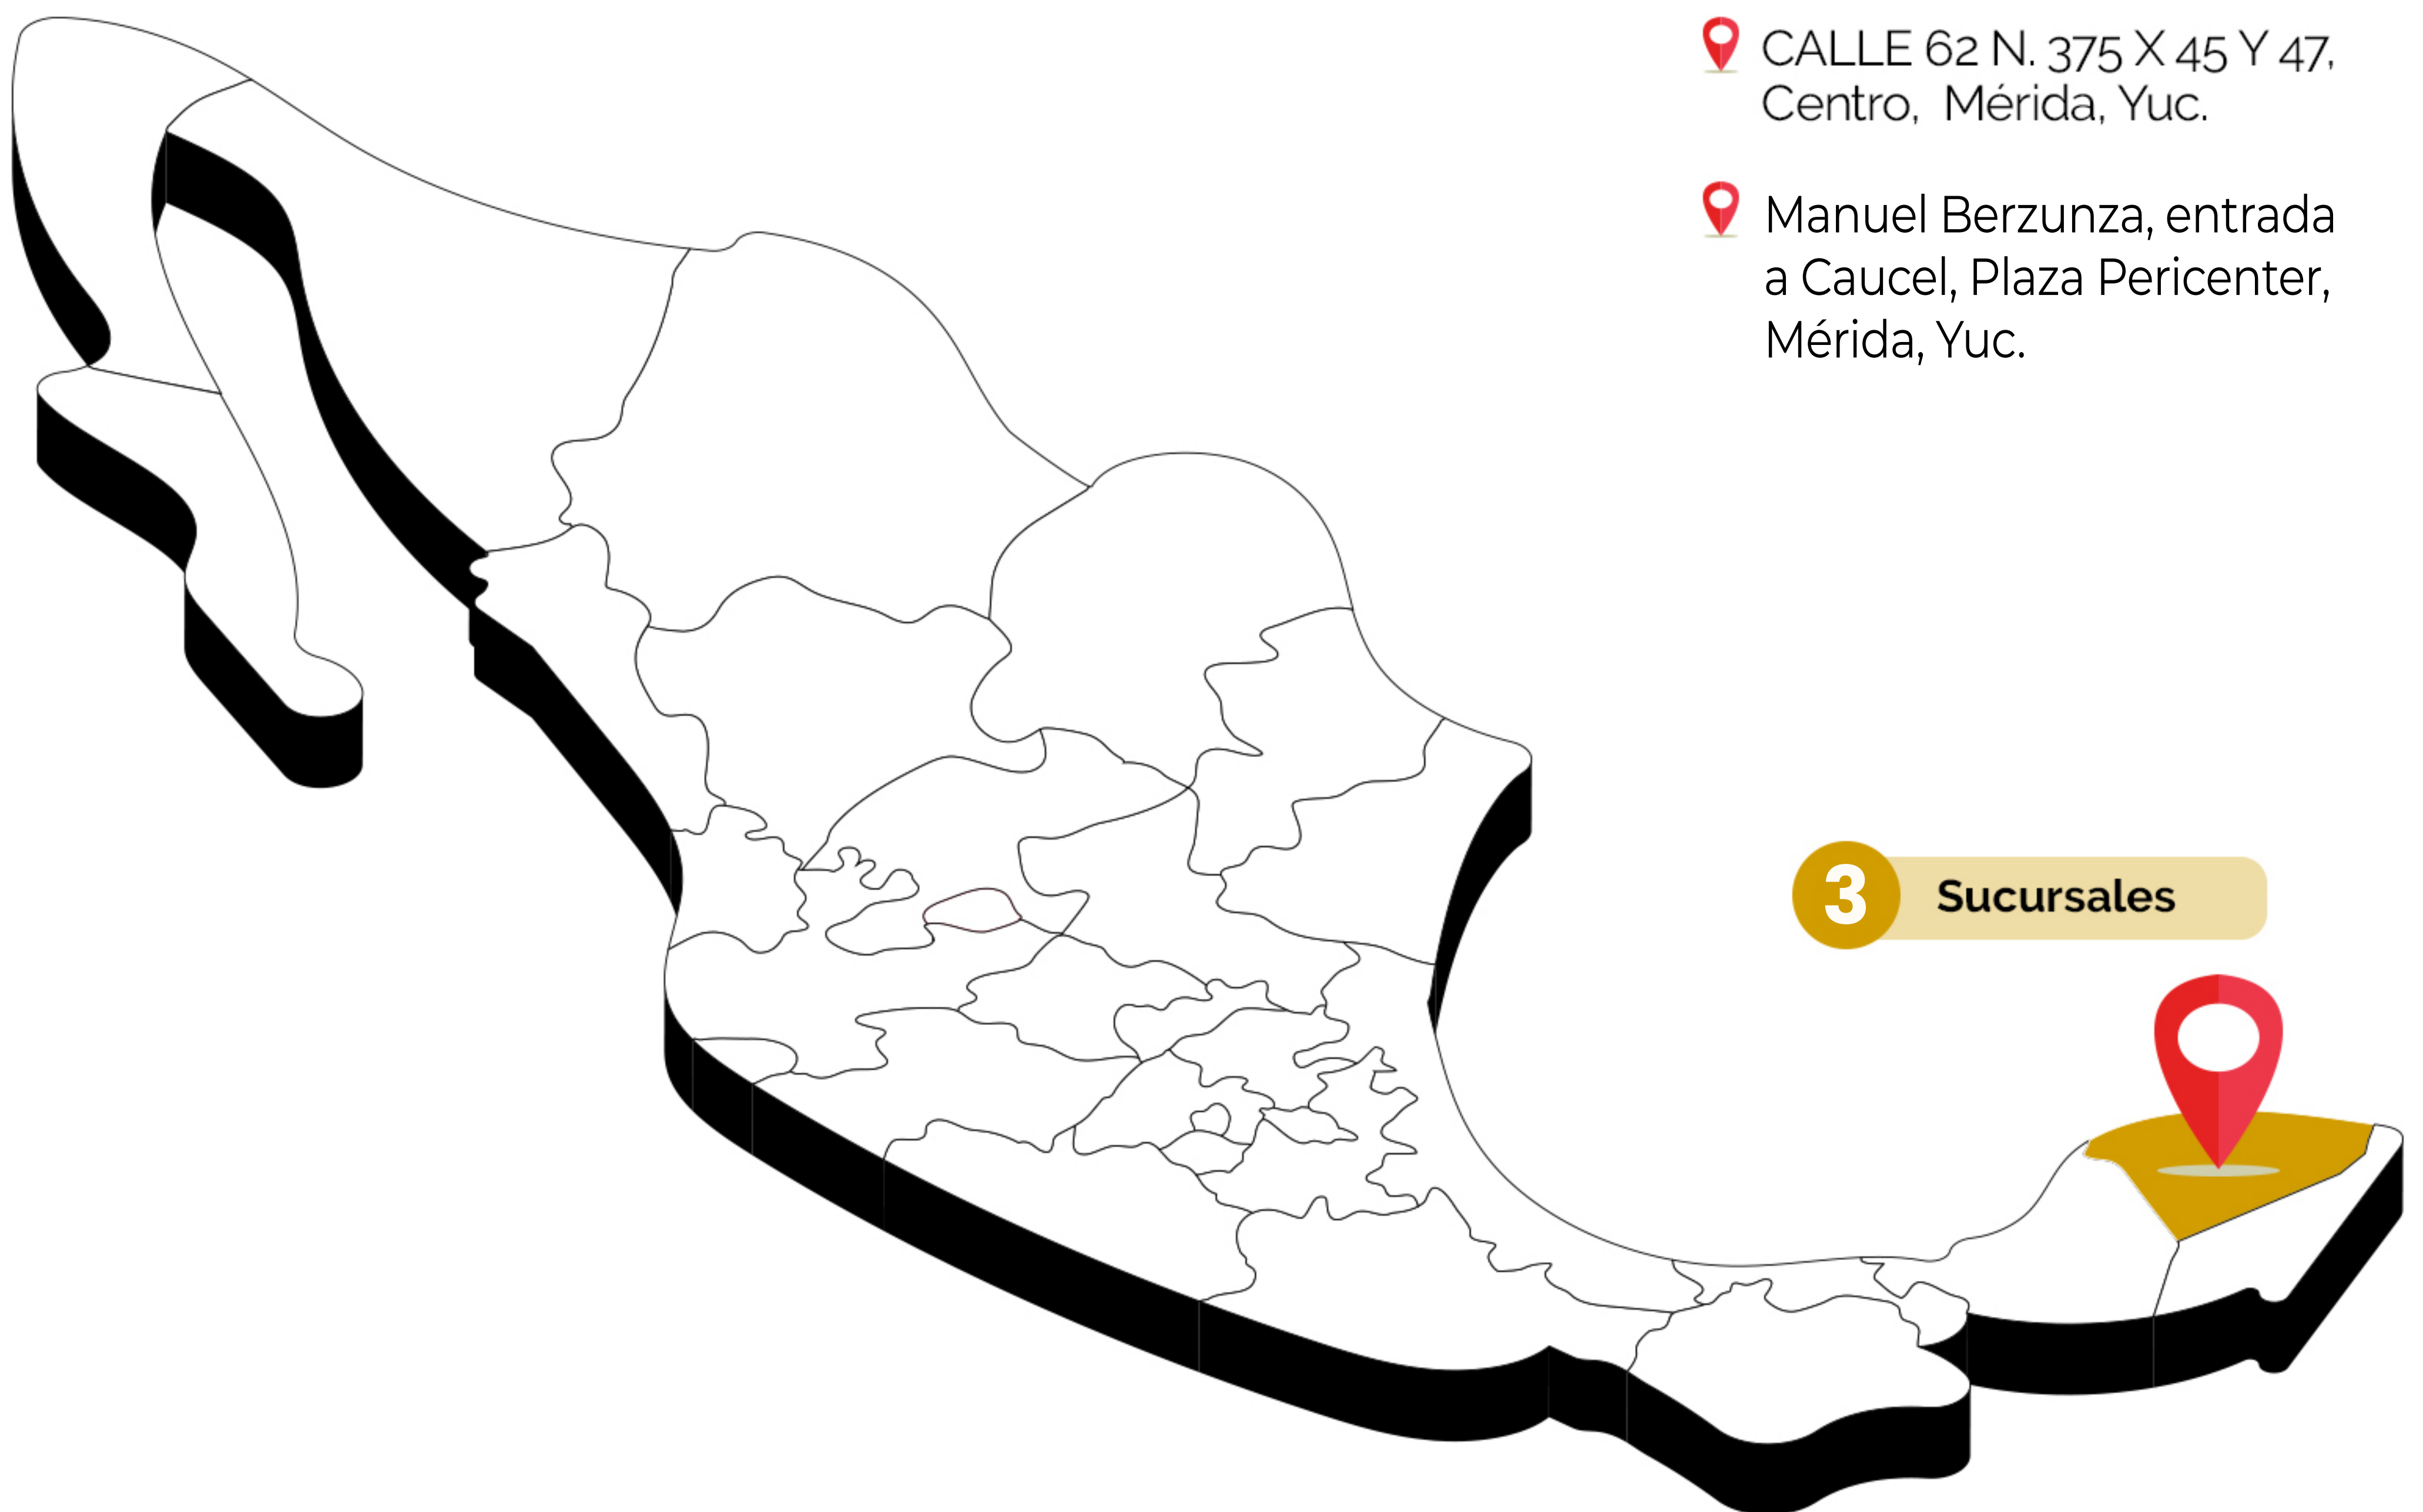 CALLE 62 N. 375 X 45 Y 47,
Centro, Mérida, Yuc.
Manuel Berzunza, entrada
a Caucel, Plaza Pericenter,
Mérida, Yuc.
3 Sucursales